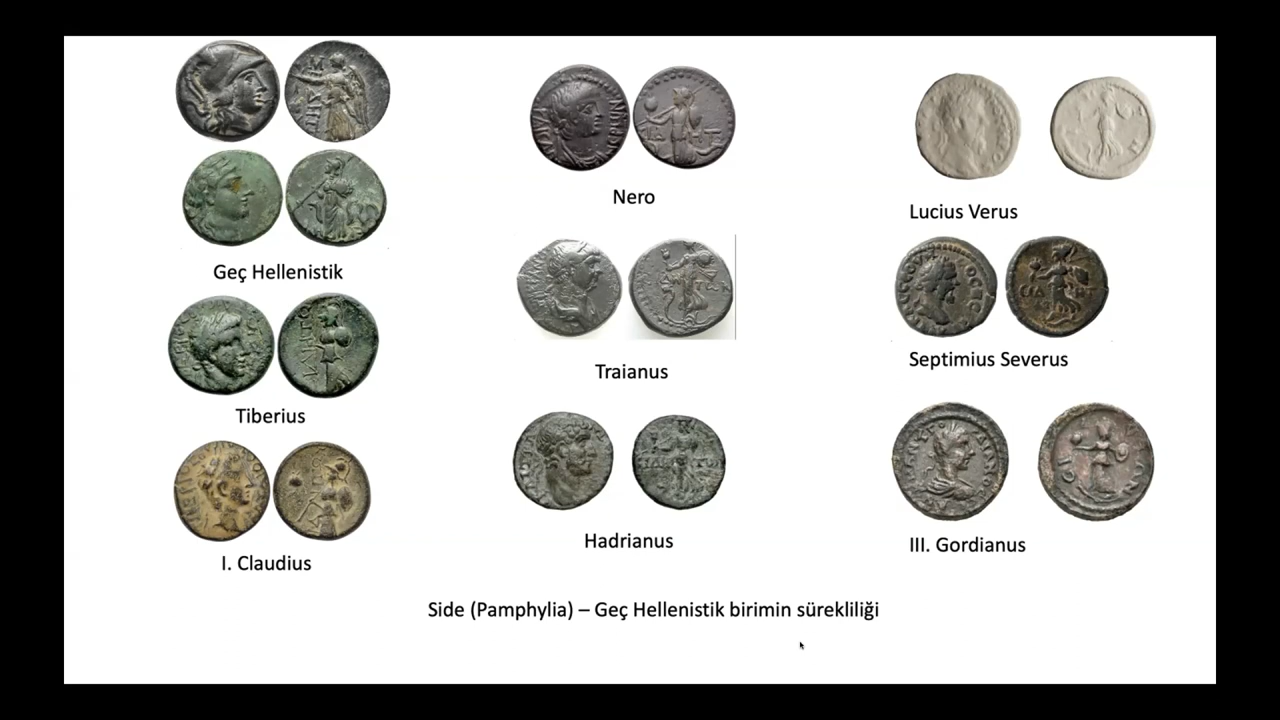 Geç Hellenistik
Tiberius
I. Claudius
Nero
Traianus
Hadrianus
Lucius Verus
Septimius Severus
III. Gordianus
Side (Pamphylia) – Geç Hellenistik birimin sürekliliği